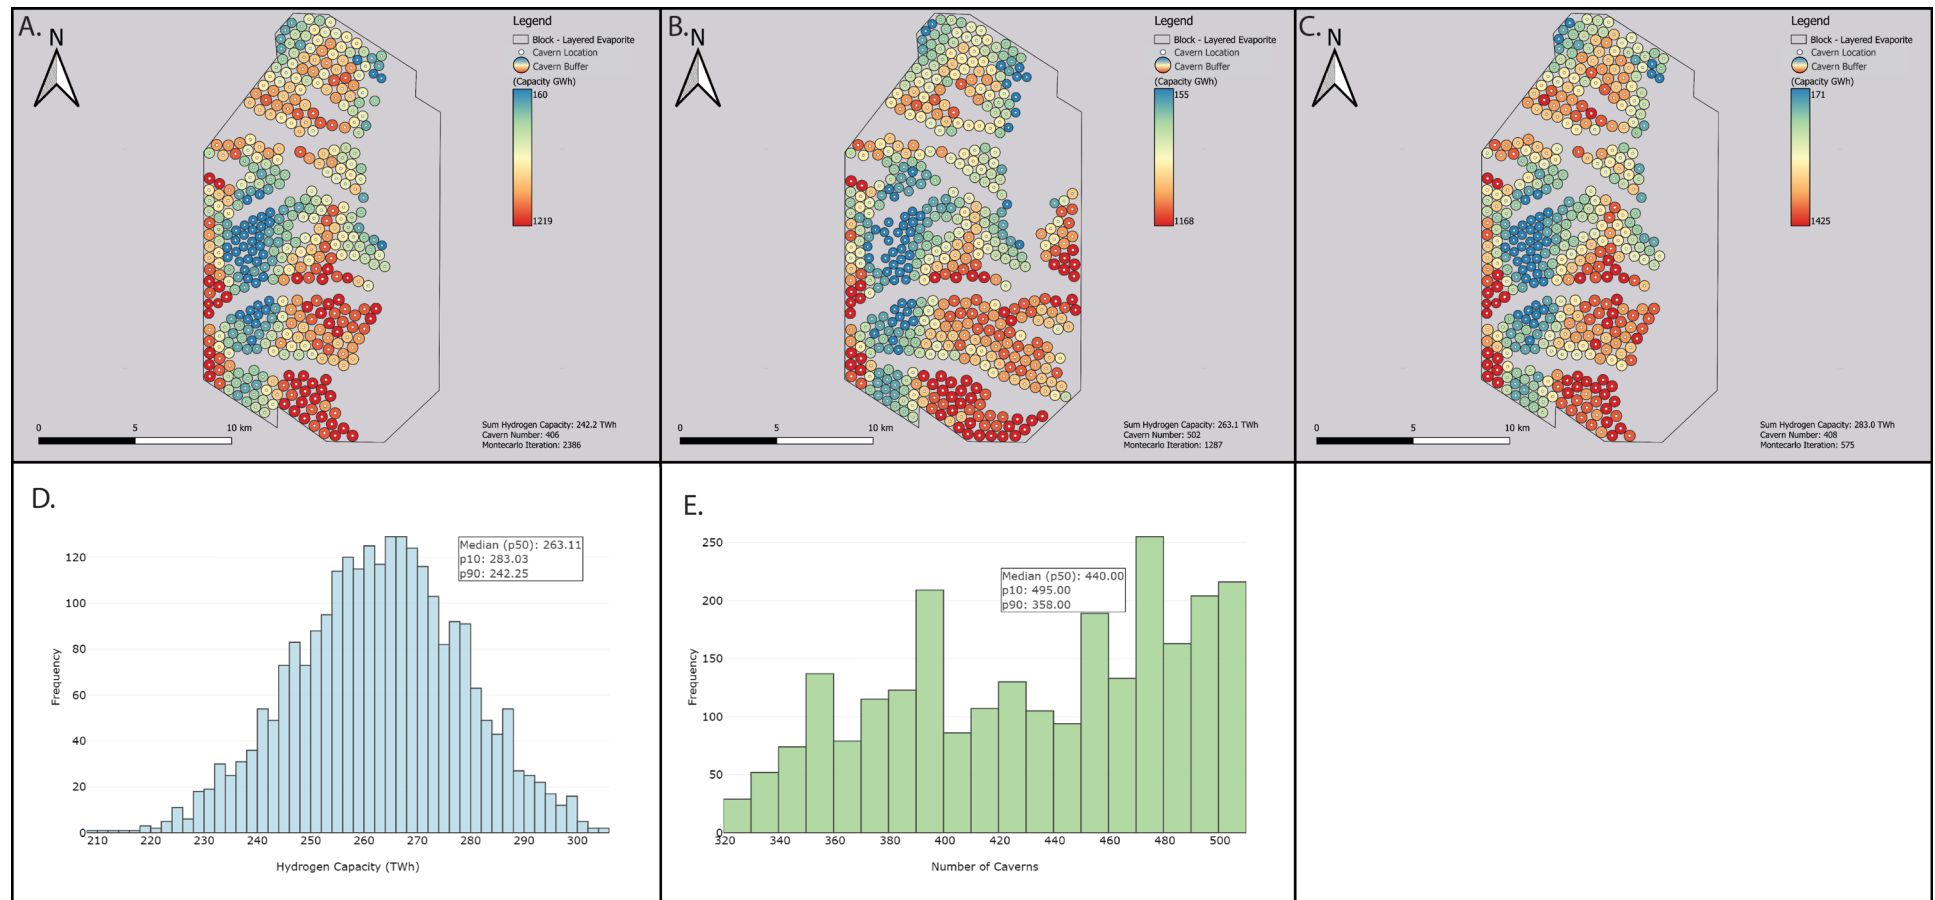 A.
N
Legend
Block - Layered Evaporite
Cavern Location
Cavern Buffer
(Capacity GWh)
160
1219
0 5 10 km
Sum Hydrogen Capacity: 242.2 TWh
Cavern Number: 406
Montecarlo Iteration: 2386
B.
N
Legend
Block - Layered Evaporite
Cavern Location
Cavern Buffer
(Capacity GWh)
155
1168
0 5 10 km
Sum Hydrogen Capacity: 263.1 TWh
Cavern Number: 502
Montecarlo Iteration: 1287
C.
N
Legend
Block - Layered Evaporite
Cavern Location
Cavern Buffer
(Capacity GWh)
171
1425
0 5 10 km
Sum Hydrogen Capacity: 283.0 TWh
Cavern Number: 408
Montecarlo Iteration: 575
D.
Median (p50): 263.11
p10: 283.03
p90: 242.25
Frequency
120
100
80
60
40
20
0
210 220 230 240 250 260 270 280 290 300
Hydrogen Capacity (TWh)
E.
Median (p50): 440.00
p10: 495.00
p90: 358.00
Frequency
250
200
150
100
50
0
320 340 360 380 400 420 440 460 480 500
Number of Caverns